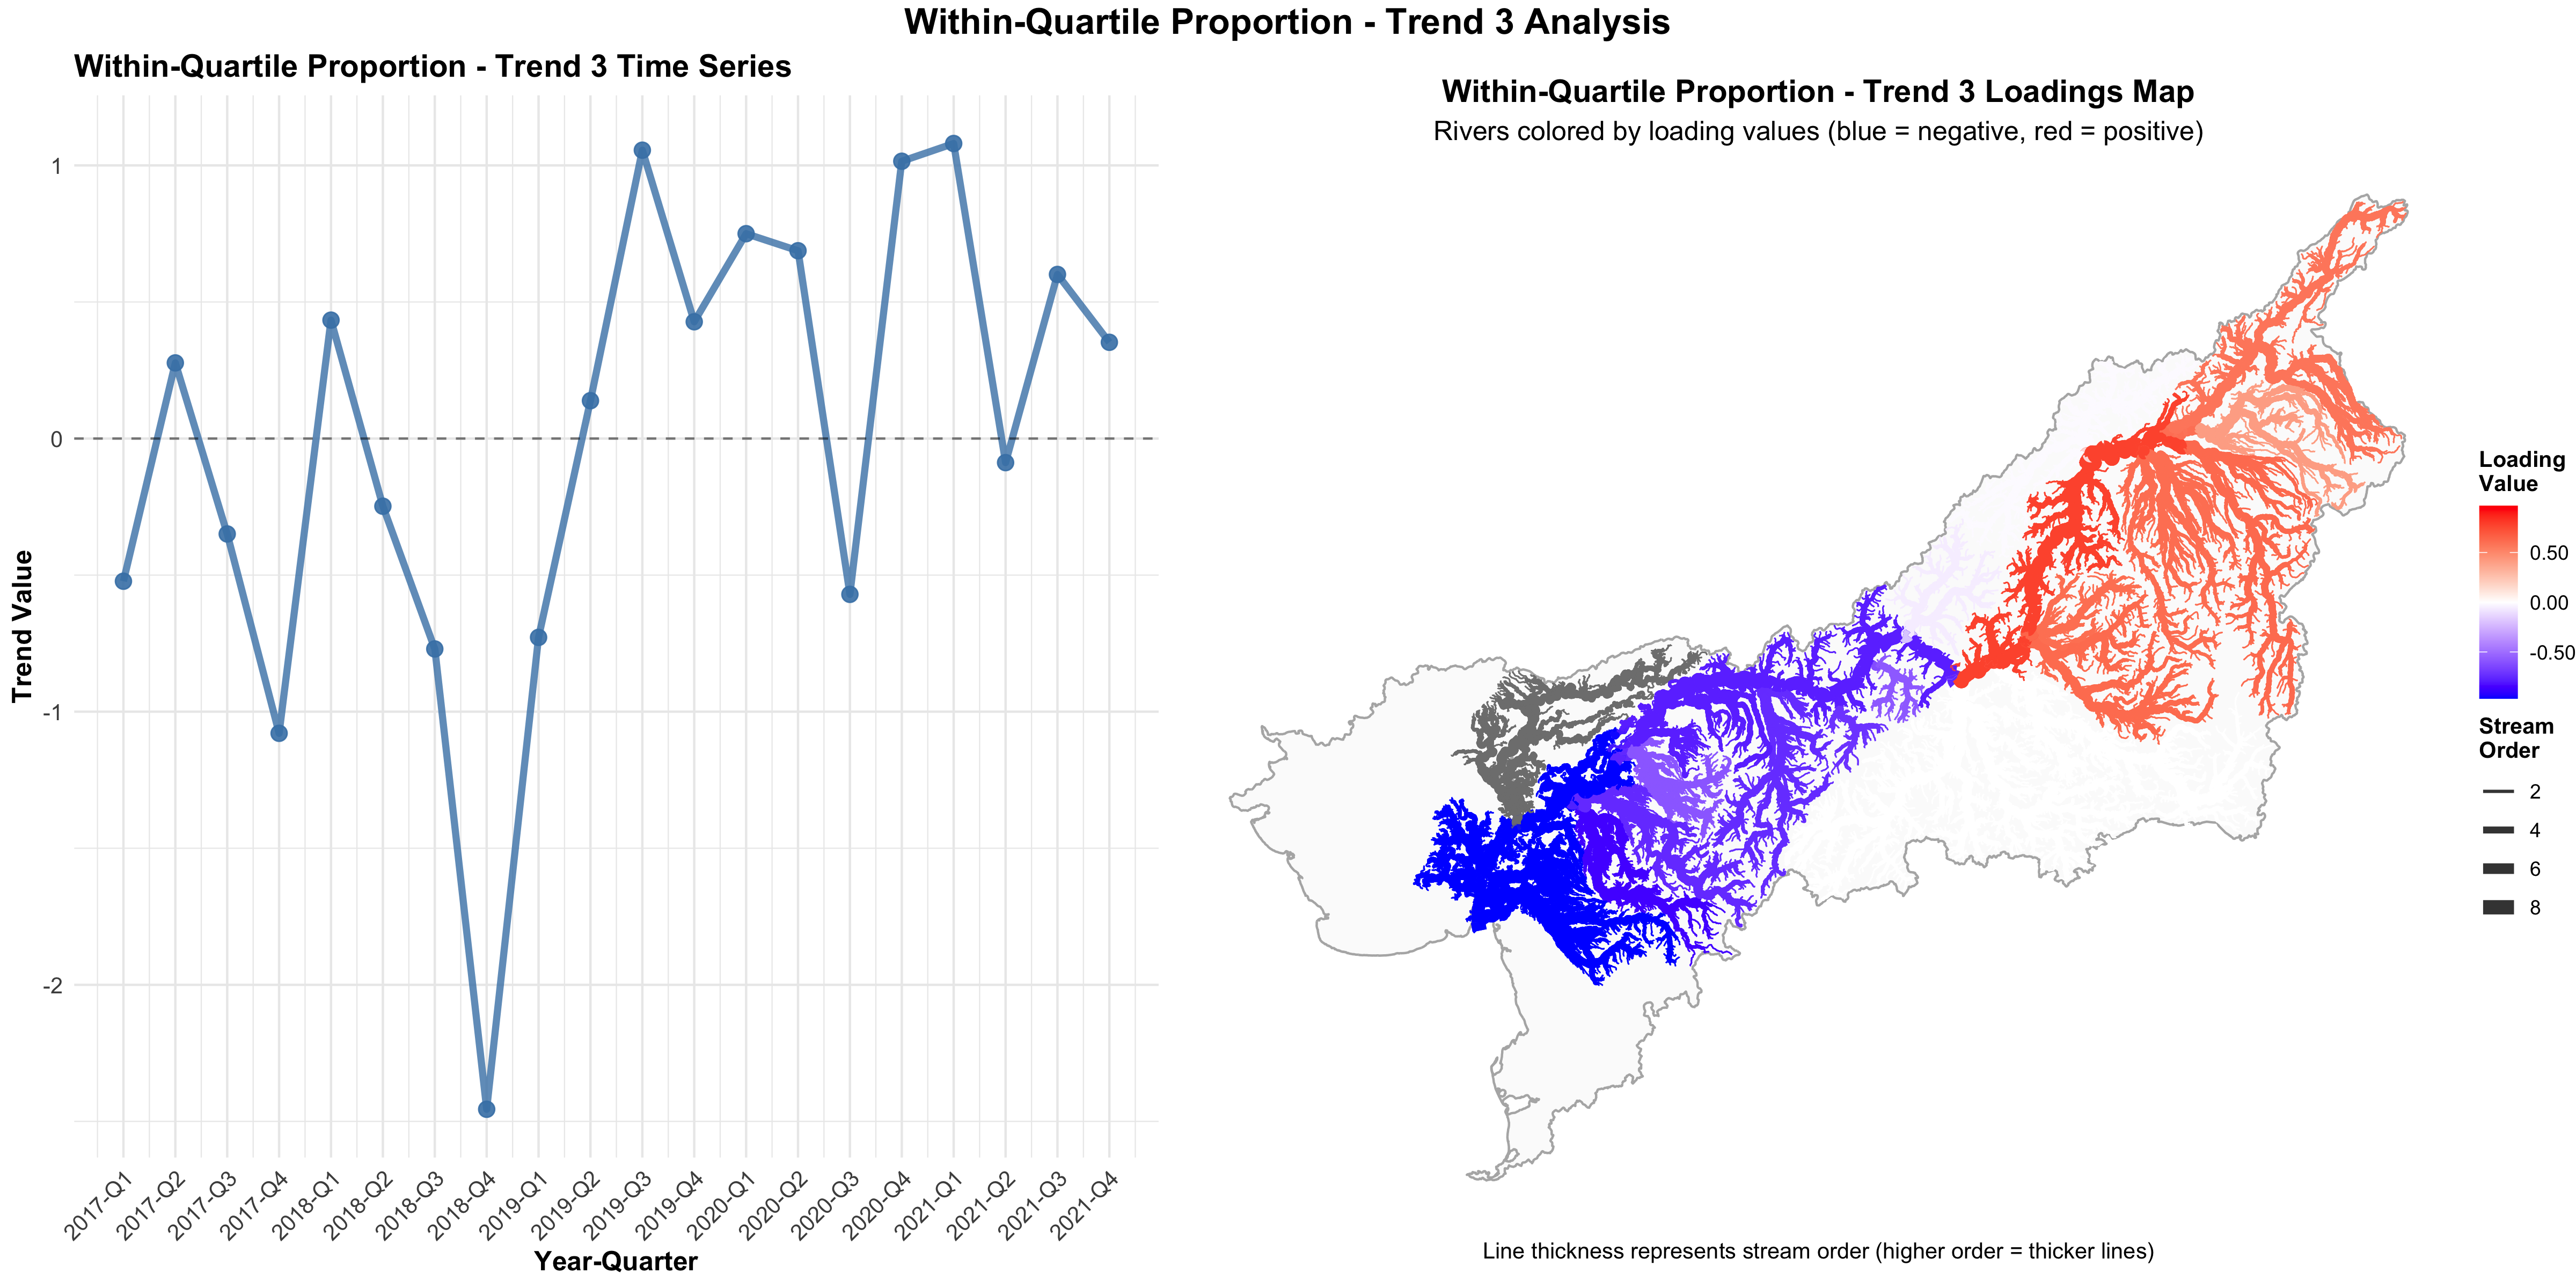 Within-Quartile Proportion - Trend 3 Analysis
Within-Quartile Proportion - Trend 3 Time Series
1
0
-1
-2
Trend Value
2017-Q1
2017-Q2
2017-Q3
2017-Q4
2018-Q1
2018-Q2
2018-Q3
2018-Q4
2019-Q1
2019-Q2
2019-Q3
2019-Q4
2020-Q1
2020-Q2
2020-Q3
2020-Q4
2021-Q1
2021-Q2
2021-Q3
2021-Q4
Year-Quarter
Within-Quartile Proportion - Trend 3 Loadings Map
Rivers colored by loading values (blue = negative, red = positive)
Loading
Value
0.50
0.00
-0.50
Stream
Order
2
4
6
8
Line thickness represents stream order (higher order = thicker lines)